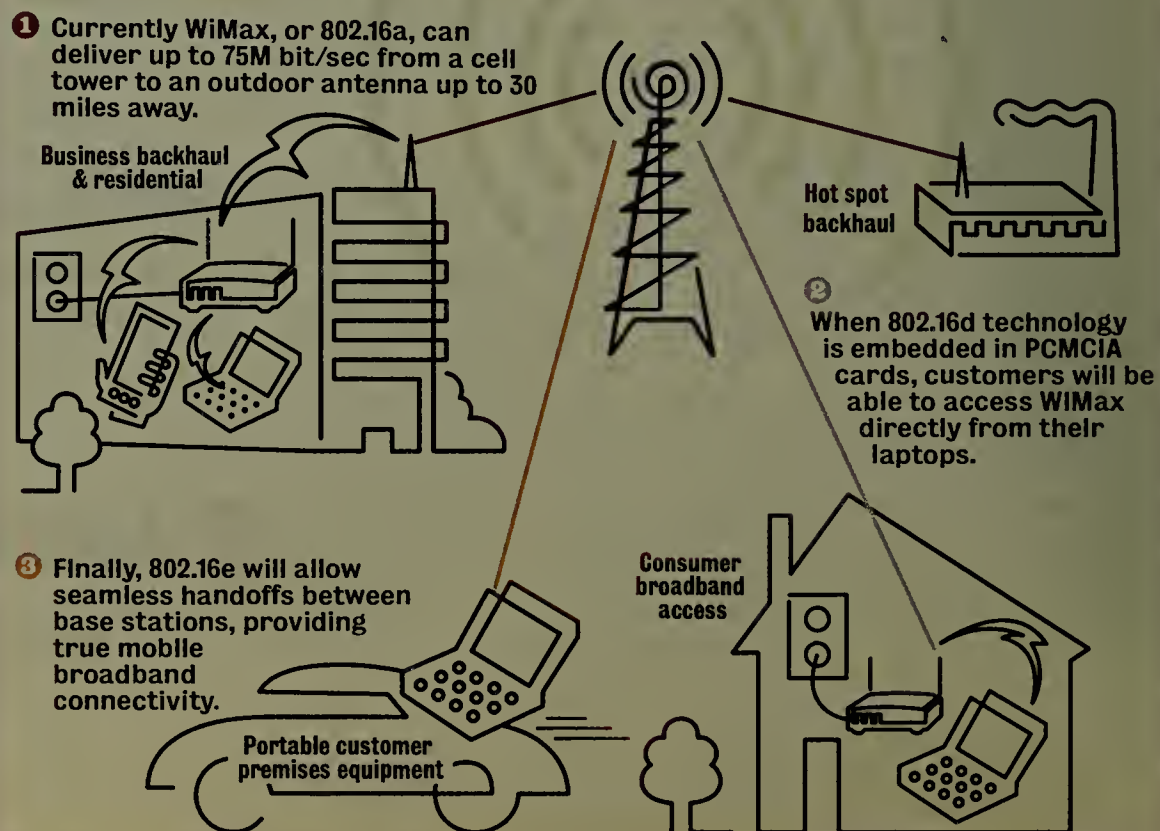 1 Currently WiMax, or 802.16a, can
deliver up to 75M bit/sec from a cell
tower to an outdoor antenna up to 30
miles away.
Business backhaul
& residential
Hot spot
backhaul
2
When 802.16d technology
is embedded in PCMCIA
cards, customers will be
able to access WiMax
directly from their
laptops.
3 Finally, 802.16e will allow
seamless handoffs between
base stations, providing
true mobile
broadband
connectivity.
Portable customer
premises equipment
Consumer
broadband
access